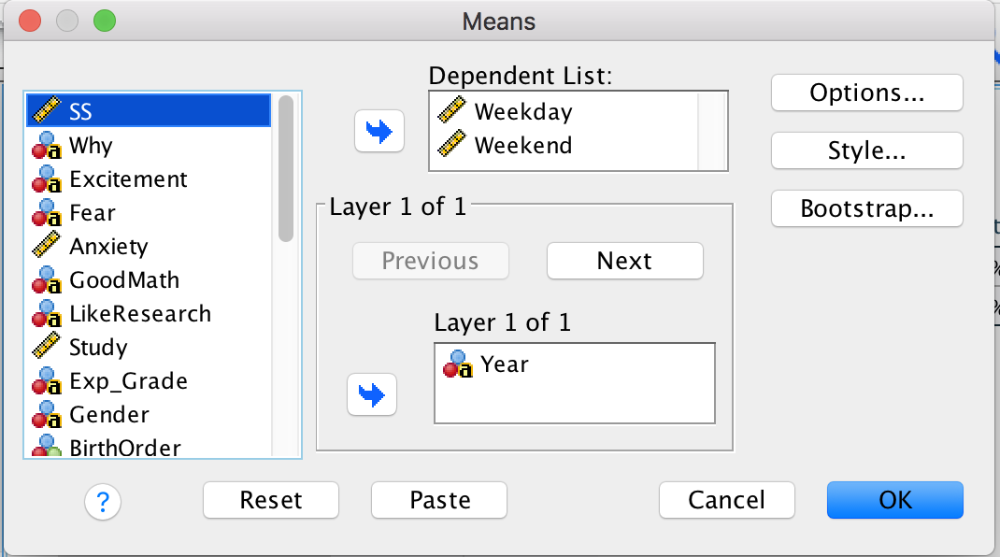 Means
SS
Why
Excitement
Fear
Anxiety
GoodMath
LikeResearch
Study
Exp_Grade
Gender
BirthOrder
Dependent List:
Weekday
Weekend
Layer 1 of 1
Previous
Next
Layer 1 of 1
Year
Options...
Style...
Bootstrap...
?
Reset
Paste
Cancel
OK